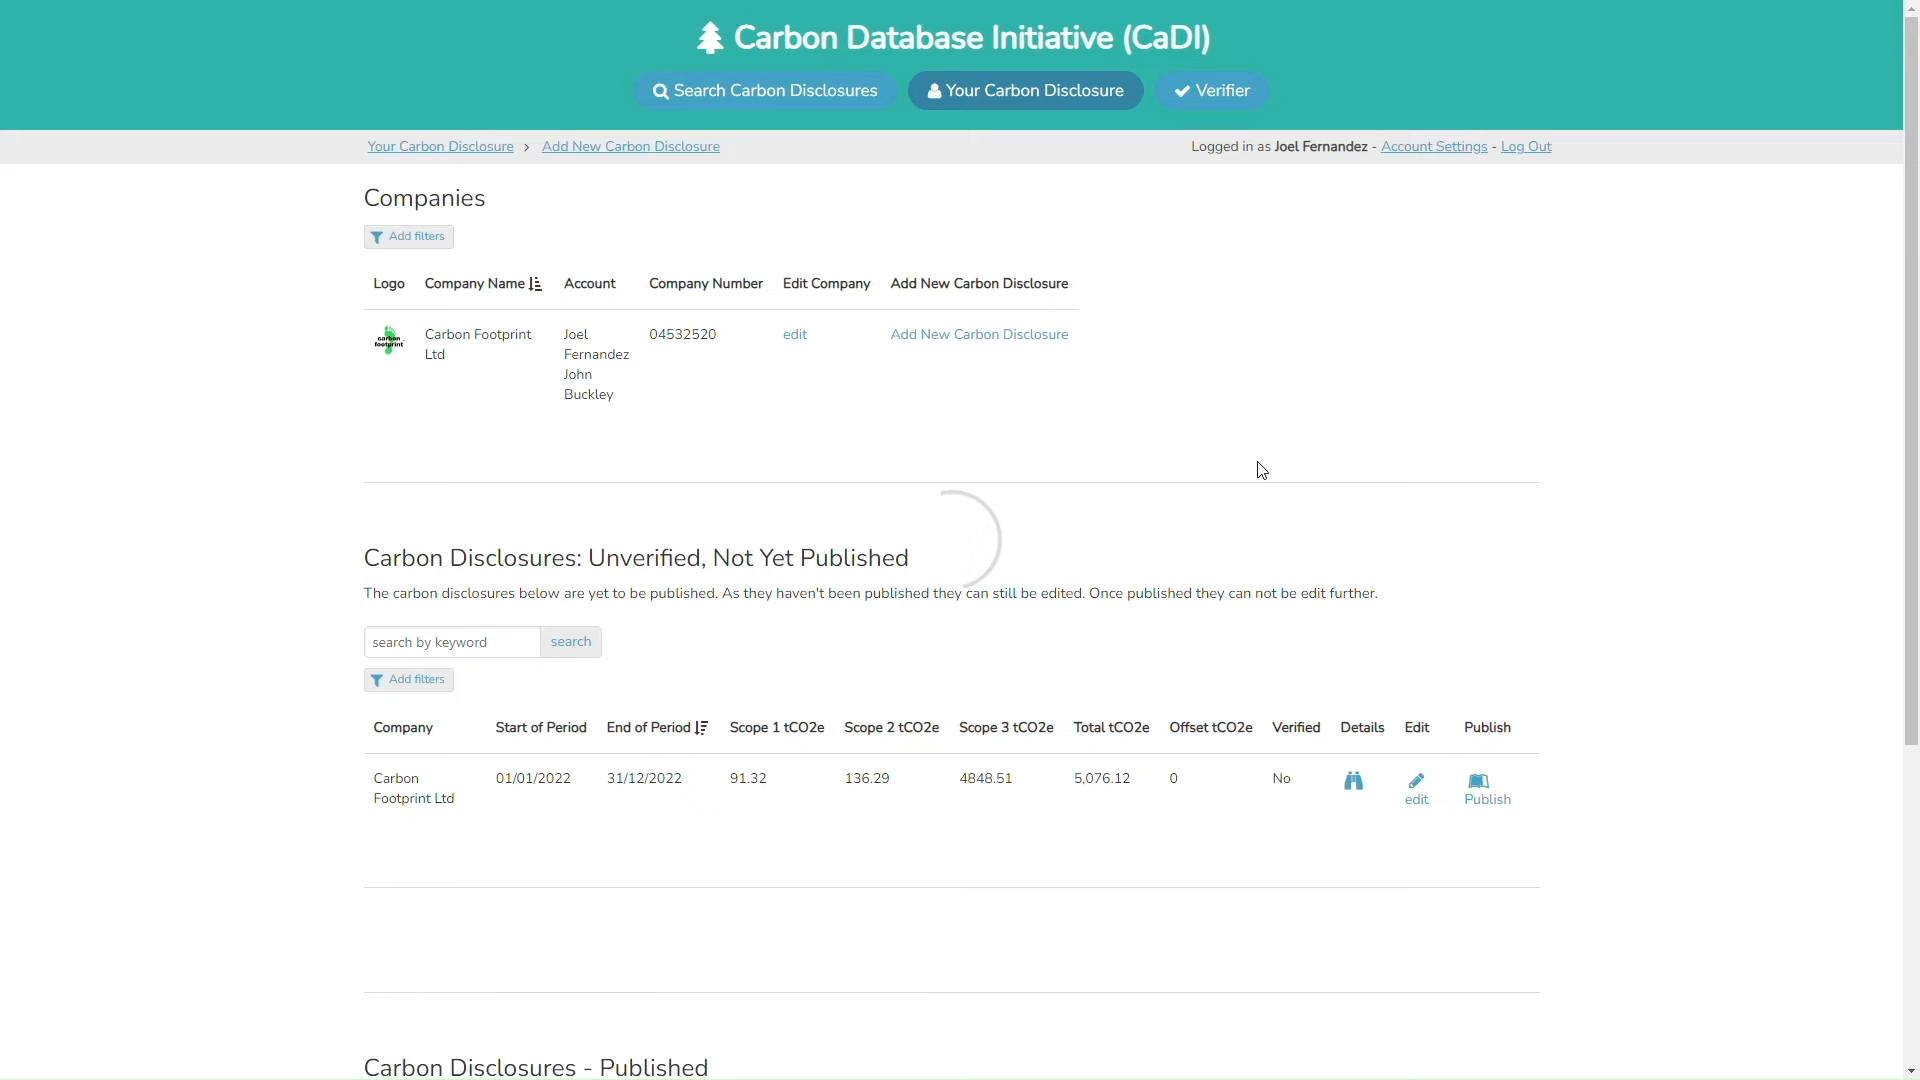 Carbon Database Initiative (CaDI)
Search Carbon Disclosures
Your Carbon Disclosure
Verifier
Your Carbon Disclosure > Add New Carbon Disclosure
Logged in as Joel Fernandez - Account Settings - Log Out
Companies
Add filters
Logo Company Name Account Company Number Edit Company Add New Carbon Disclosure
carbon footprint
Carbon Footprint Ltd
Joel Fernandez John Buckley
04532520
edit
Add New Carbon Disclosure
Carbon Disclosures: Unverified, Not Yet Published
The carbon disclosures below are yet to be published. As they haven't been published they can still be edited. Once published they can not be edit further.
search by keyword search
Add filters
Company Start of Period End of Period Scope 1 tCO2e Scope 2 tCO2e Scope 3 tCO2e Total tCO2e Offset tCO2e Verified Details Edit Publish
Carbon Footprint Ltd 01/01/2022 31/12/2022 91.32 136.29 4848.51 5,076.12 0 No edit Publish
Carbon Disclosures - Published